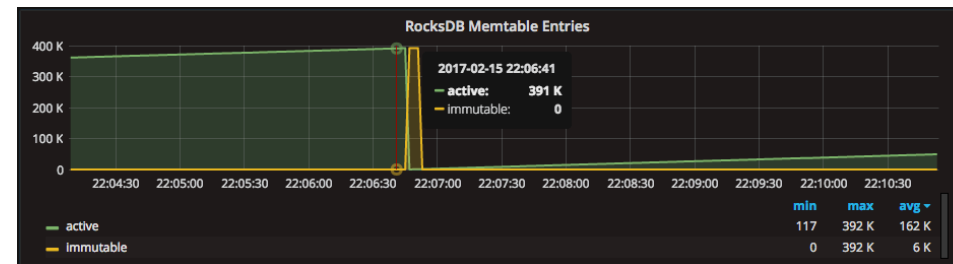 RocksDB Memtable Entries
400 K
300 K
200 K
100 K
0
2017-02-15 22:06:41
active: 391 K
immutable: 0
22:04:30 22:05:00 22:05:30 22:06:00 22:06:30 22:07:00 22:07:30 22:08:00 22:08:30 22:09:00 22:09:30 22:10:00 22:10:30
min max avg
active 117 392 K 162 K
immutable 0 392 K 6 K